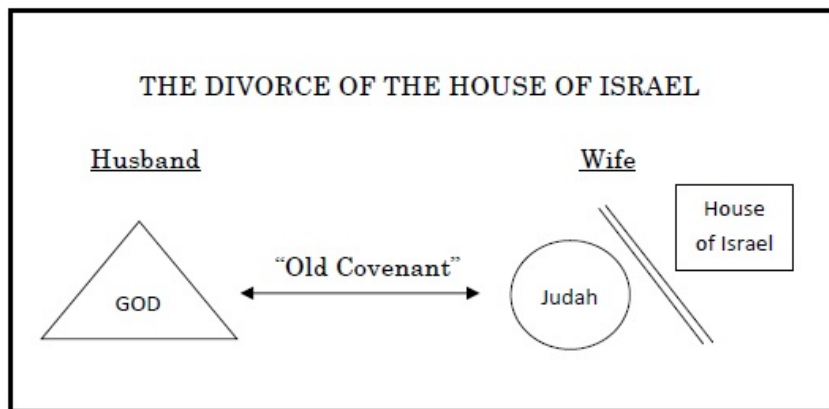 THE DIVORCE OF THE HOUSE OF ISRAEL
Husband
Wife
House
of Israel
“Old Covenant”
GOD
Judah